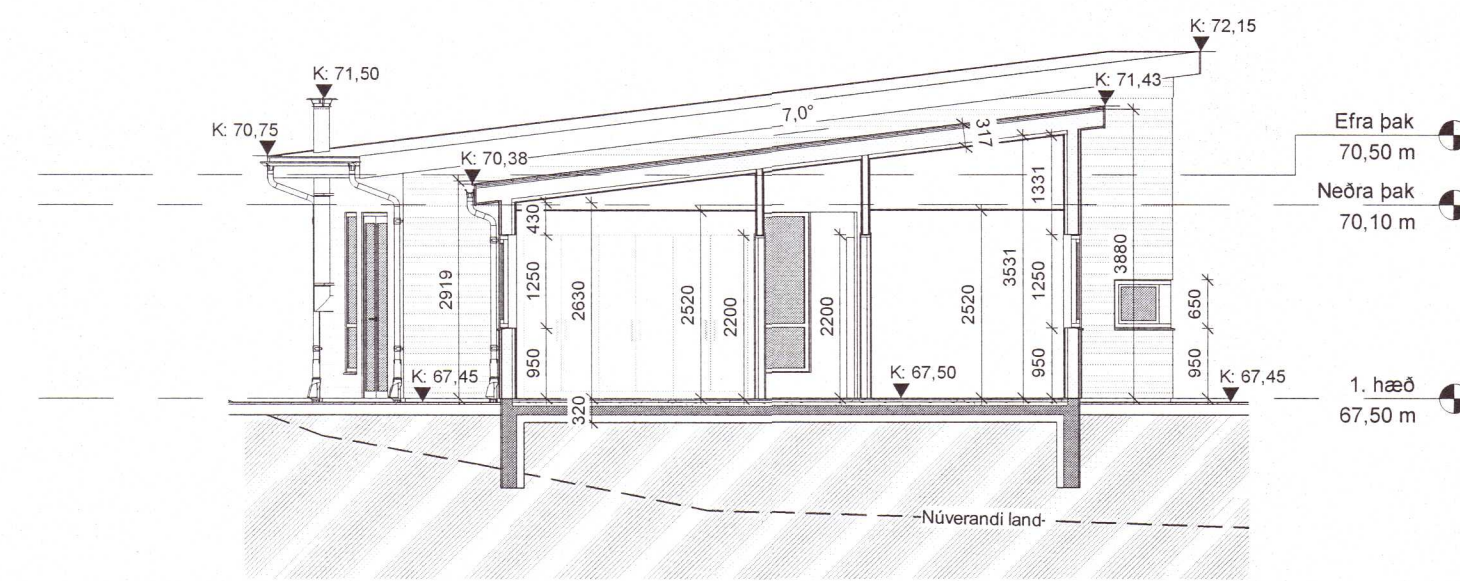 K: 72,15
K: 71,50
K: 71,43
7,0°
K: 70,75
317
Efra þak
70,50 m
K: 70,38
1331
Neðra þak
70,10 m
430
3880
2919
1250
2630
2520
2200
2200
2520
3531
1250
650
950
950
950
K: 67,45
K: 67,50
K: 67,45
1. hæð
67,50 m
320
Núverandi land